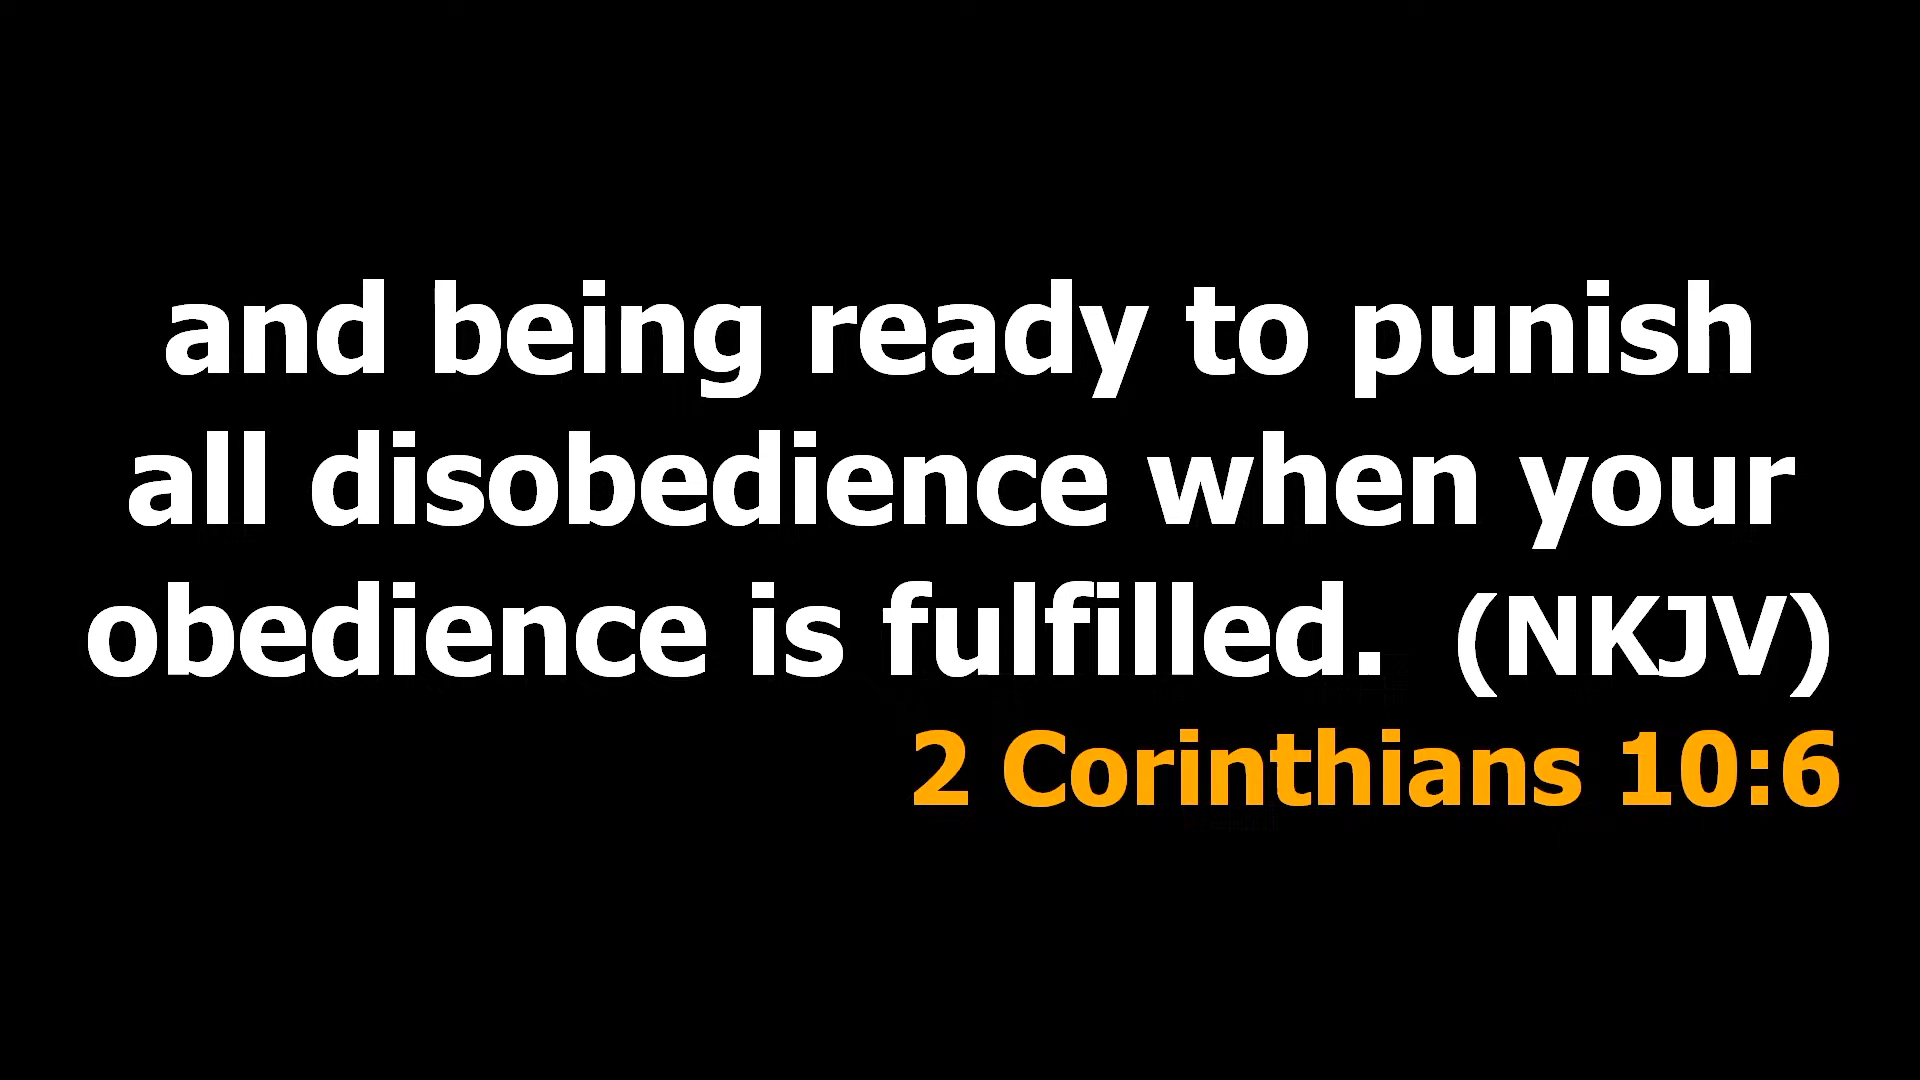 and being ready to punish
all disobedience when your
obedience is fulfilled.  (NKJV)
2 Corinthians 10:6